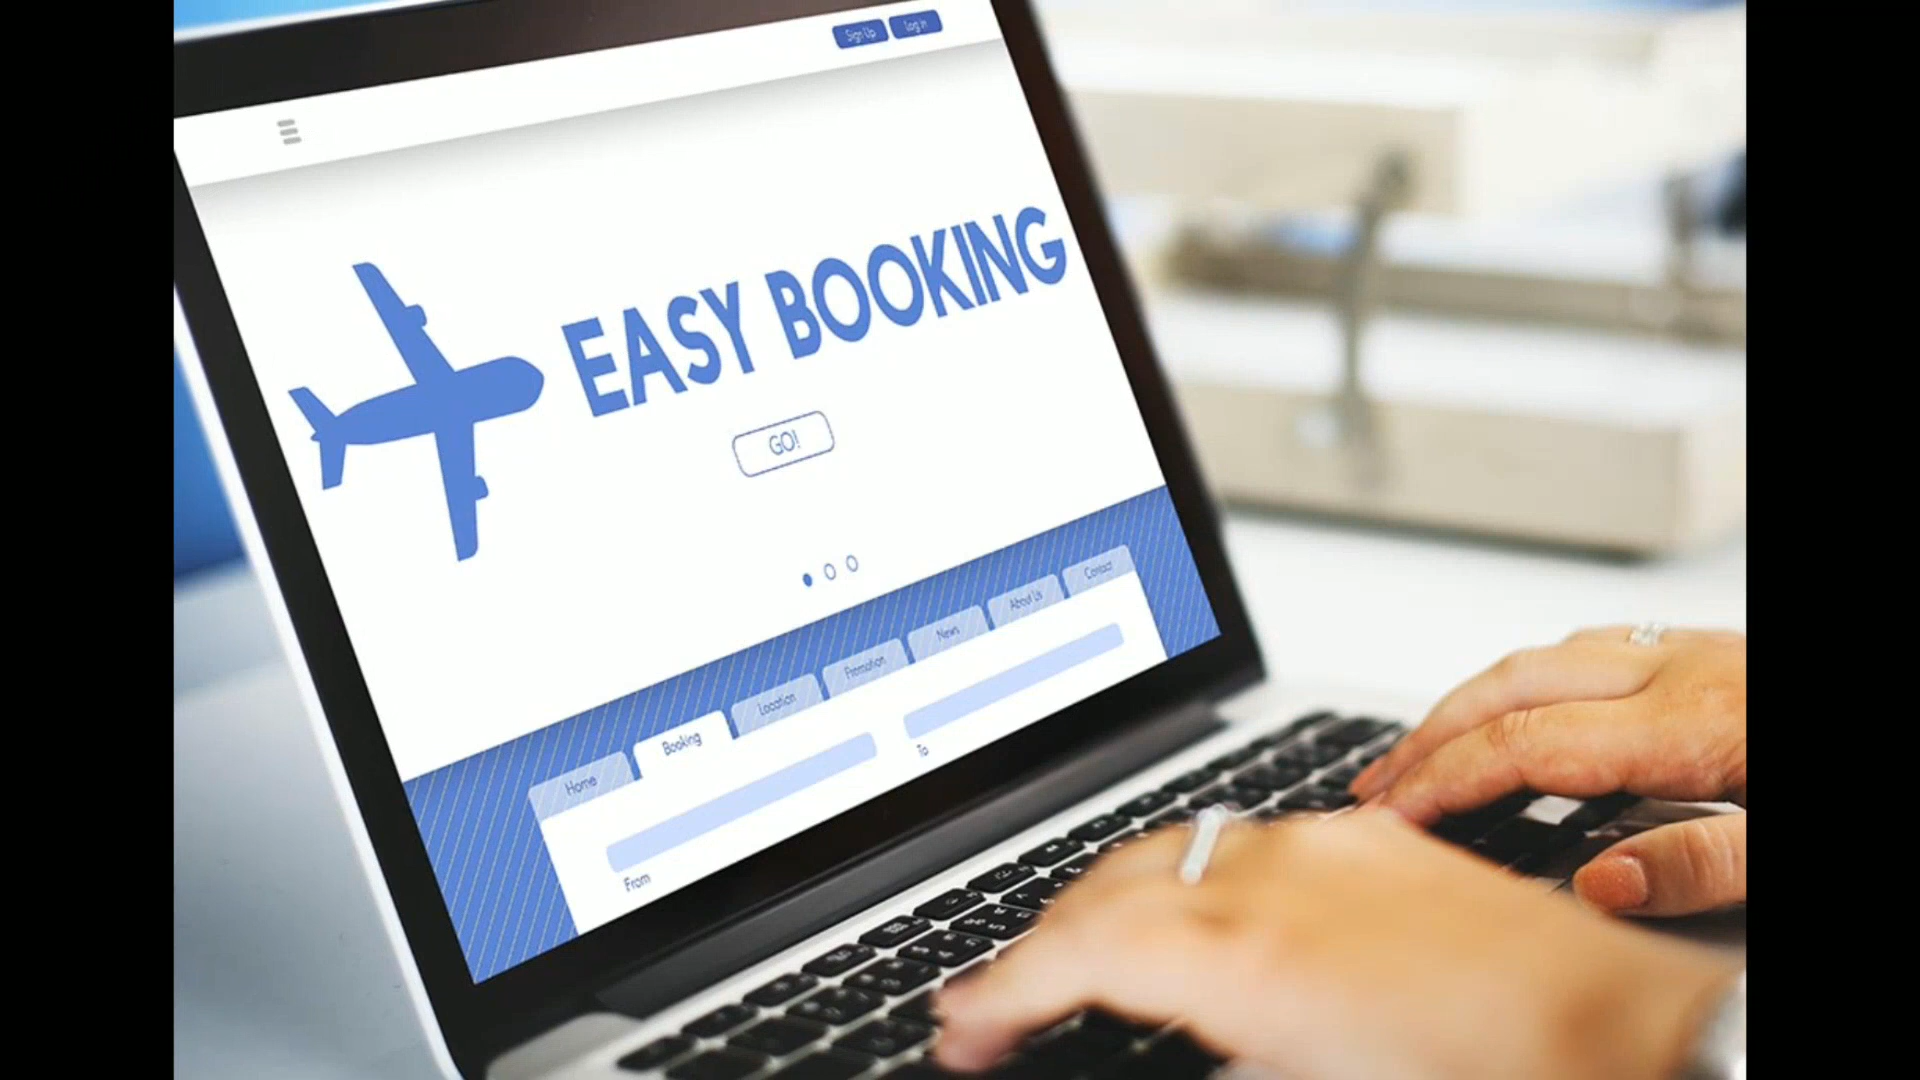 Sign Up Log in
EASY BOOKING
GO!
Home Booking Location Promotion News About Us Contact
From To